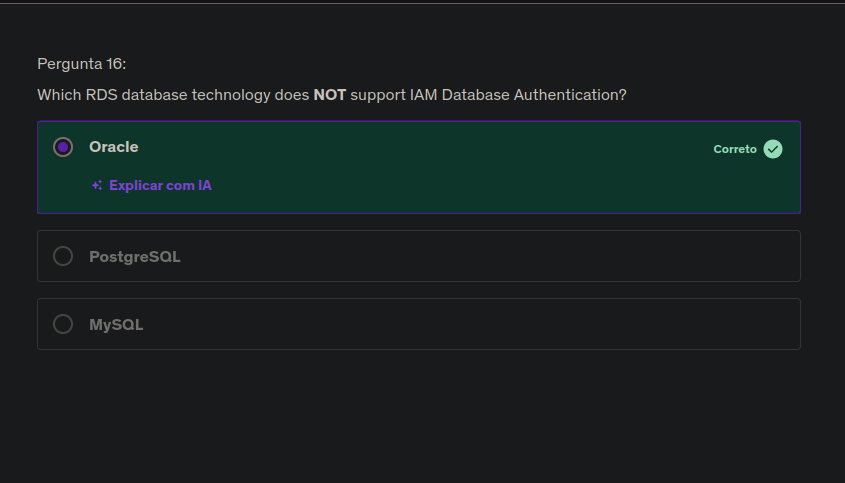 Pergunta 16:
Which RDS database technology does NOT support IAM Database Authentication?
Oracle
Correto
Explicar com IA
PostgreSQL
MySQL